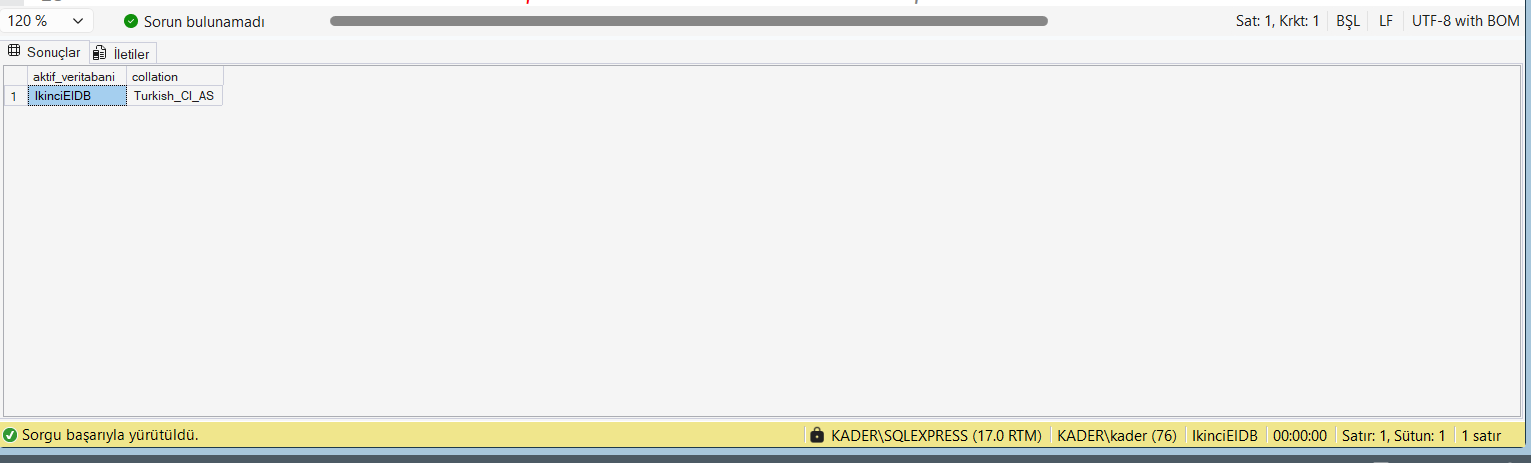 120 % Sorun bulunamadı Sat: 1, Krkt: 1 BŞL LF UTF-8 with BOM
Sonuçlar İletiler
aktif_veritabani collation
1 IkinciElDB Turkish_CI_AS
Sorgu başarıyla yürütüldü. KADER\SQLEXPRESS (17.0 RTM) KADER\kader (76) IkinciElDB 00:00:00 Satır: 1, Sütun: 1 1 satır